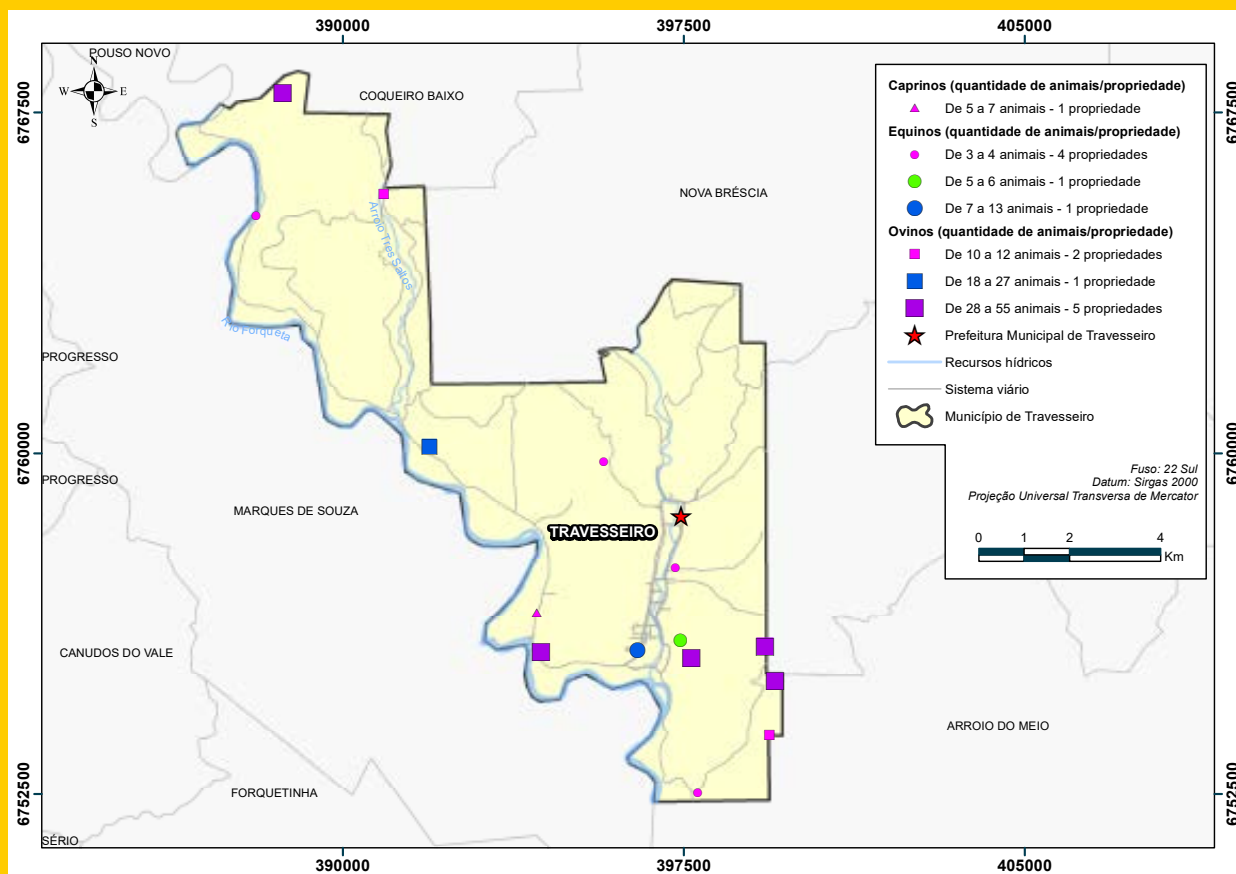 390000
397500
405000
POUSO NOVO
N
W
E
S
COQUEIRO BAIXO
6767500
6767500
NOVA BRÉSCIA
Arroio Tres Saltos
Rio Forqueta
PROGRESSO
6760000
6760000
PROGRESSO
MARQUES DE SOUZA
TRAVESSEIRO
CANUDOS DO VALE
ARROIO DO MEIO
FORQUETINHA
6752500
6752500
SÉRIO
390000
397500
405000
Caprinos (quantidade de animais/propriedade)
De 5 a 7 animais - 1 propriedade
Equinos (quantidade de animais/propriedade)
De 3 a 4 animais - 4 propriedades
De 5 a 6 animais - 1 propriedade
De 7 a 13 animais - 1 propriedade
Ovinos (quantidade de animais/propriedade)
De 10 a 12 animais - 2 propriedades
De 18 a 27 animais - 1 propriedade
De 28 a 55 animais - 5 propriedades
Prefeitura Municipal de Travesseiro
Recursos hídricos
Sistema viário
Município de Travesseiro
Fuso: 22 Sul
Datum: Sirgas 2000
Projeção Universal Transversa de Mercator
0 1 2 4
Km